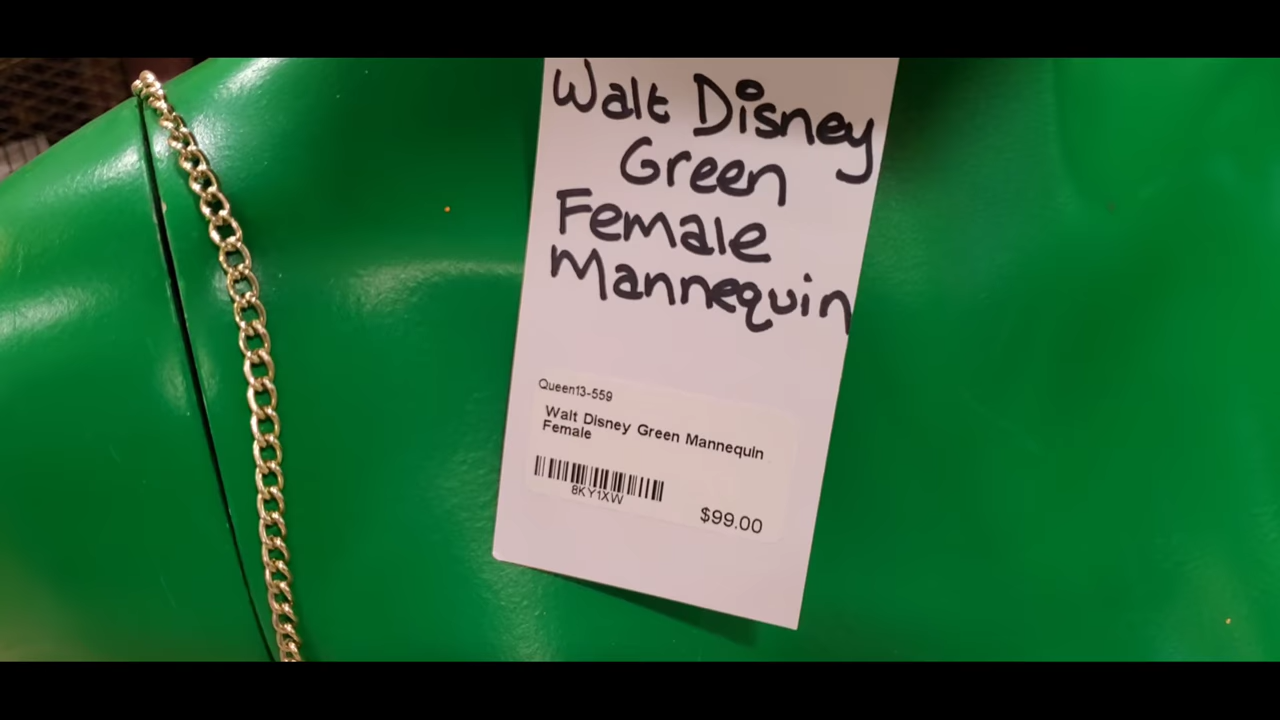 Walt Disney
Green
Female
Mannequin
Queen13-559
Walt Disney Green Mannequin
Female
8KY1XW
$99.00